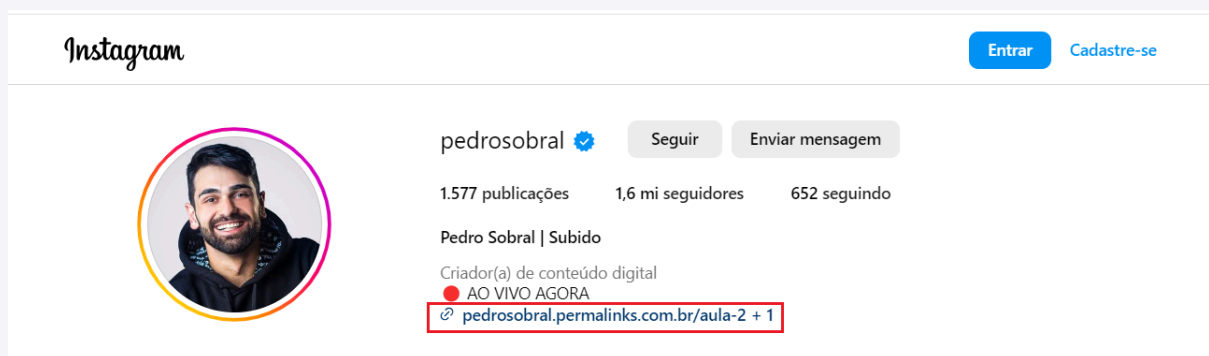 Instagram
Entrar
Cadastre-se
pedrosobral
Seguir
Enviar mensagem
1.577 publicações
1,6 mi seguidores
652 seguindo
Pedro Sobral | Subido
Criador(a) de conteúdo digital
AO VIVO AGORA
pedrosobral.permalinks.com.br/aula-2 + 1